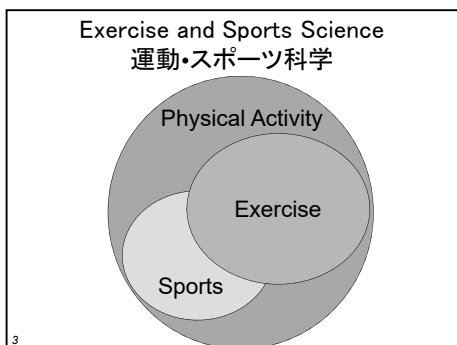 Exercise and Sports Science
運動・スポーツ科学
Physical Activity
Exercise
Sports
3